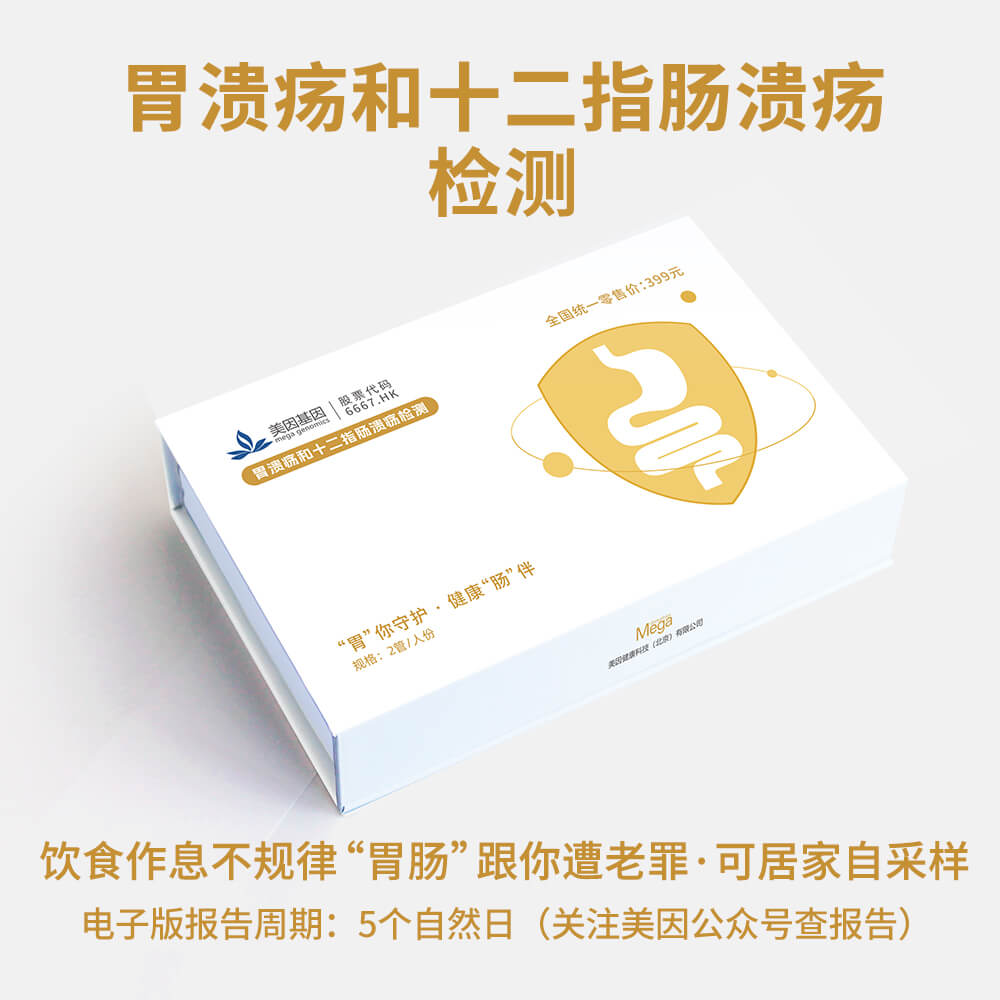 胃溃疡和十二指肠溃疡
检测
全国统一零售价：399元
美因基因
mega genomics
股票代码
6667.HK
胃溃疡和十二指肠溃疡检测
“胃”你守护·健康“肠”伴
规格：2管/人份
Mega
美因健康科技（北京）有限公司
饮食作息不规律“胃肠”跟你遭老罪·可居家自采样
电子版报告周期：5个自然日（关注美因公众号查报告）